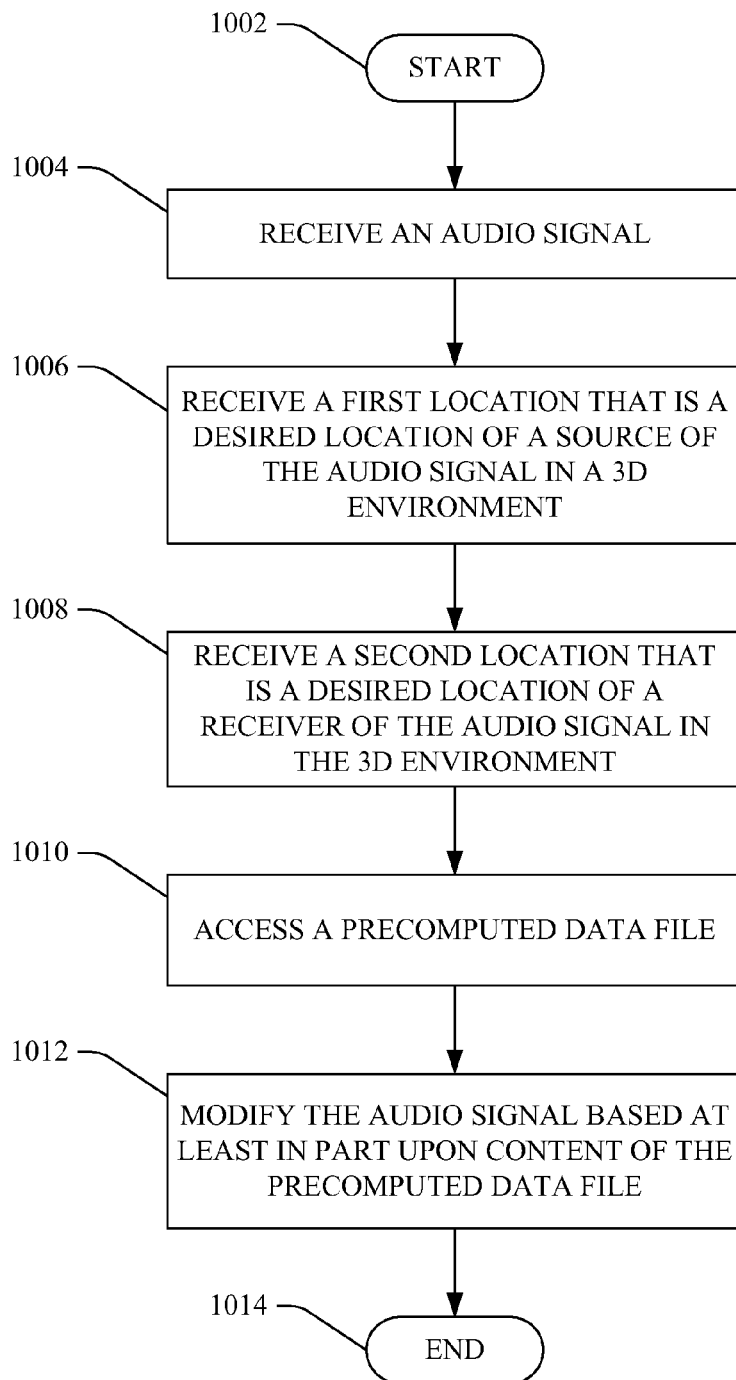 1002
START
1004
RECEIVE AN AUDIO SIGNAL
1006
RECEIVE A FIRST LOCATION THAT IS A
DESIRED LOCATION OF A SOURCE OF
THE AUDIO SIGNAL IN A 3D
ENVIRONMENT
1008
RECEIVE A SECOND LOCATION THAT
IS A DESIRED LOCATION OF A
RECEIVER OF THE AUDIO SIGNAL IN
THE 3D ENVIRONMENT
1010
ACCESS A PRECOMPUTED DATA FILE
1012
MODIFY THE AUDIO SIGNAL BASED AT
LEAST IN PART UPON CONTENT OF THE
PRECOMPUTED DATA FILE
1014
END